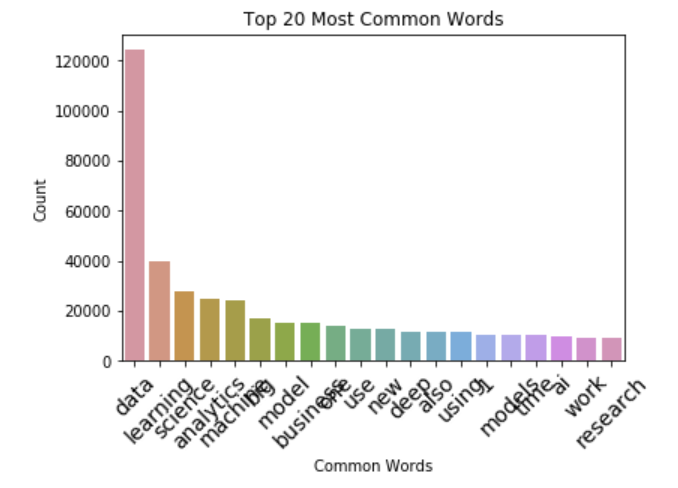 Top 20 Most Common Words
120000
100000
80000
60000
40000
20000
0
Count
data
learning
science
analytics
machine
big
model
business
one
use
new
deep
also
using
1
models
time
ai
work
research
Common Words